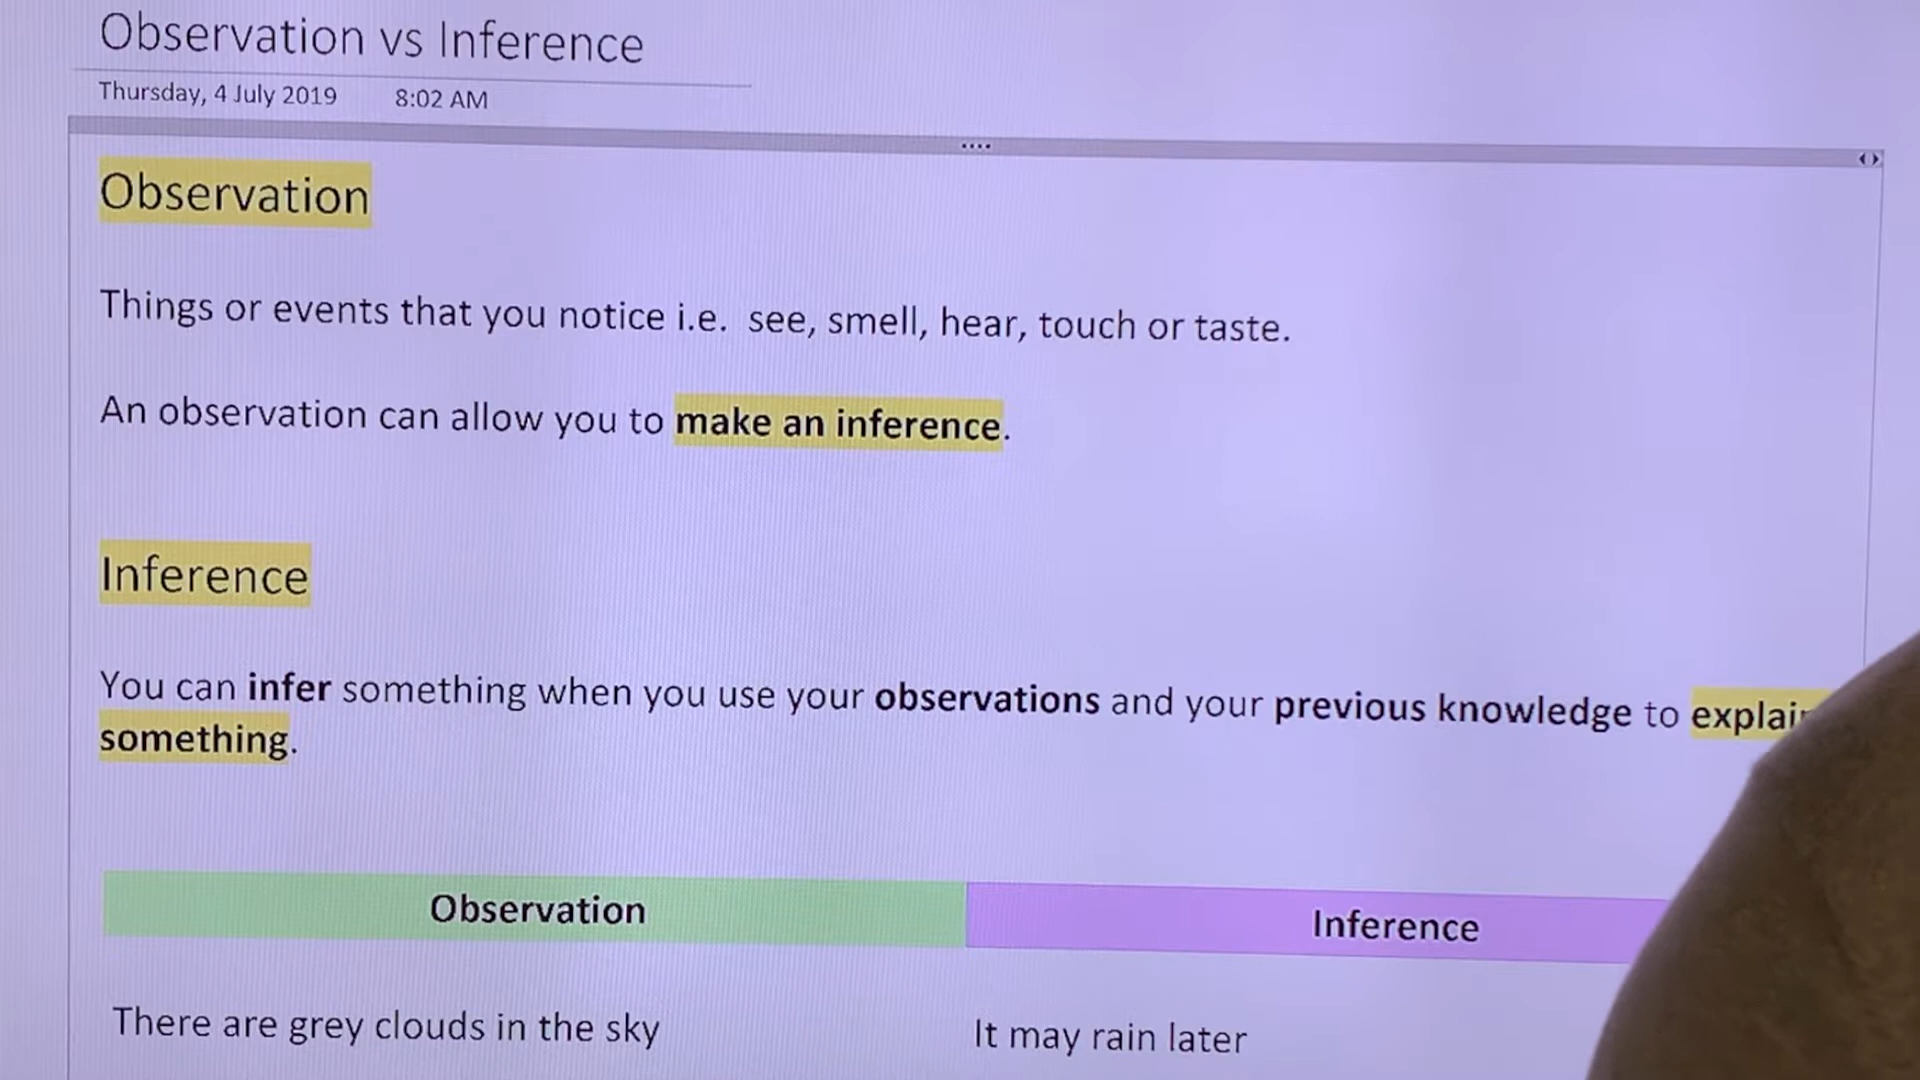 Observation vs Inference
Thursday, 4 July 2019 8:02 AM
Observation
Things or events that you notice i.e. see, smell, hear, touch or taste.
An observation can allow you to make an inference.
Inference
You can infer something when you use your observations and your previous knowledge to
something.
Observation Inference
There are grey clouds in the sky It may rain later